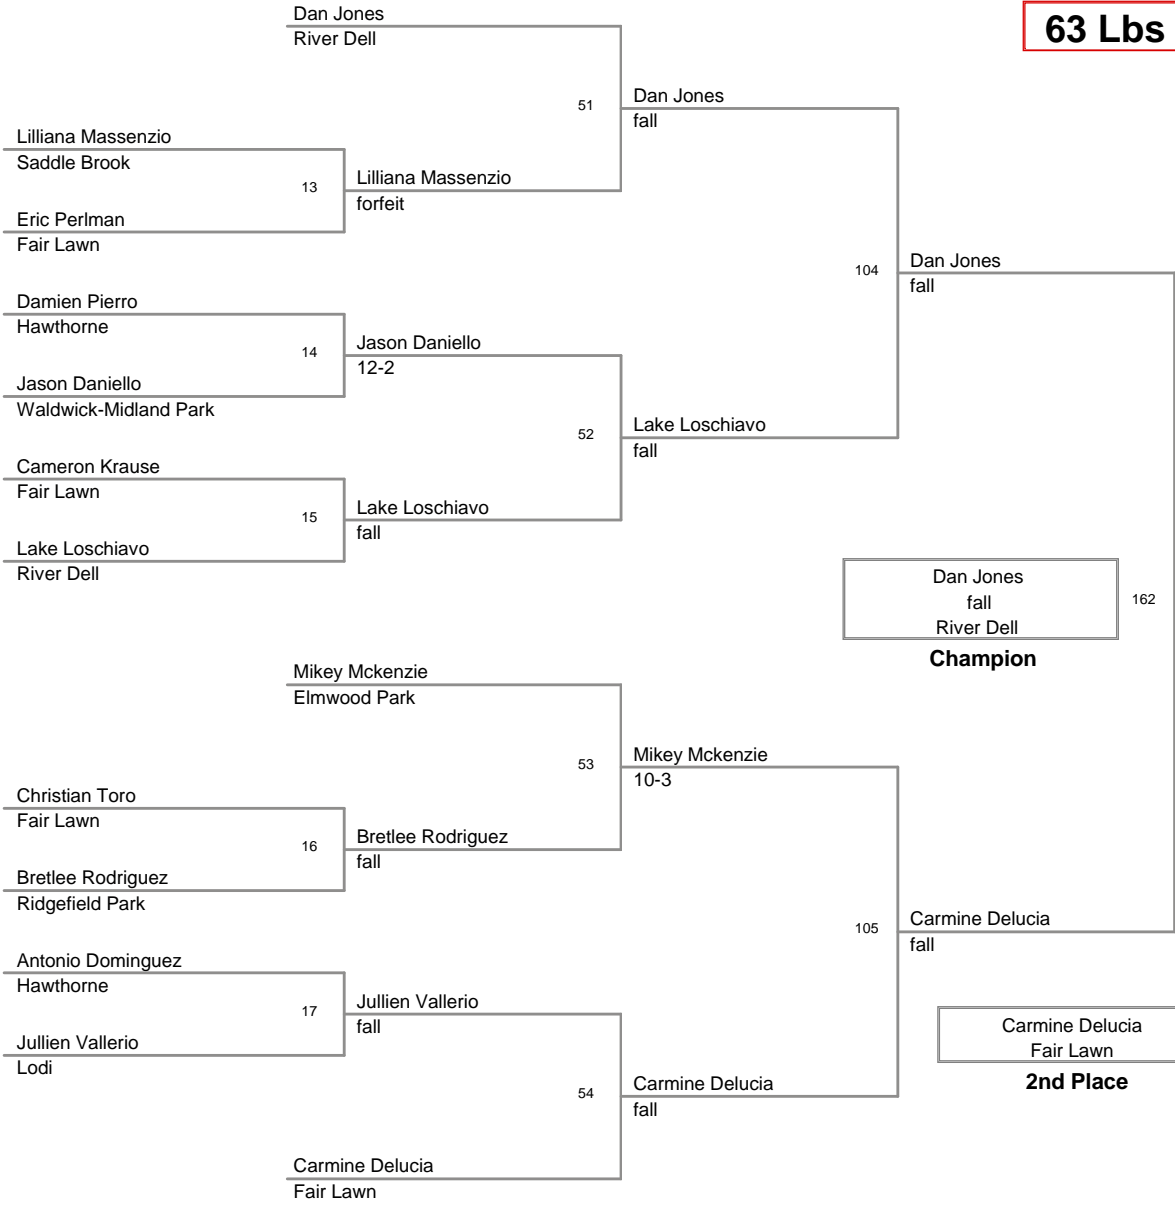 Dan Jones
River Dell
63 Lbs
51
Dan Jones
fall
Lilliana Massenzio
Saddle Brook
13
Lilliana Massenzio
forfeit
Eric Perlman
Fair Lawn
104
Dan Jones
fall
Damien Pierro
Hawthorne
14
Jason Daniello
12-2
Jason Daniello
Waldwick-Midland Park
52
Lake Loschiavo
fall
Cameron Krause
Fair Lawn
15
Lake Loschiavo
fall
Lake Loschiavo
River Dell
Dan Jones
fall
River Dell
162
Champion
Mikey Mckenzie
Elmwood Park
53
Mikey Mckenzie
10-3
Christian Toro
Fair Lawn
16
Bretlee Rodriguez
fall
Bretlee Rodriguez
Ridgefield Park
105
Carmine Delucia
fall
Antonio Dominguez
Hawthorne
17
Jullien Vallerio
fall
Jullien Vallerio
Lodi
Carmine Delucia
Fair Lawn
2nd Place
54
Carmine Delucia
fall
Carmine Delucia
Fair Lawn